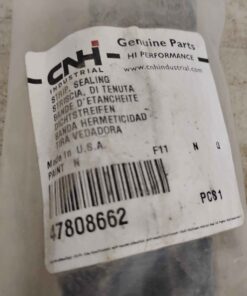 CNH
INDUSTRIAL
Genuine Parts
HI PERFORMANCE
www.cnhindustrial.com
STRIP, SEALING
STRISCIA, DI TENUTA
BANDE D'ETANCHEITE
DICHTSTREIFEN
BANDA HERMETICIDAD
TIRA VEDADORA
Made in U.S.A.
PAINT N F11 N Q
47808662
PCS 1